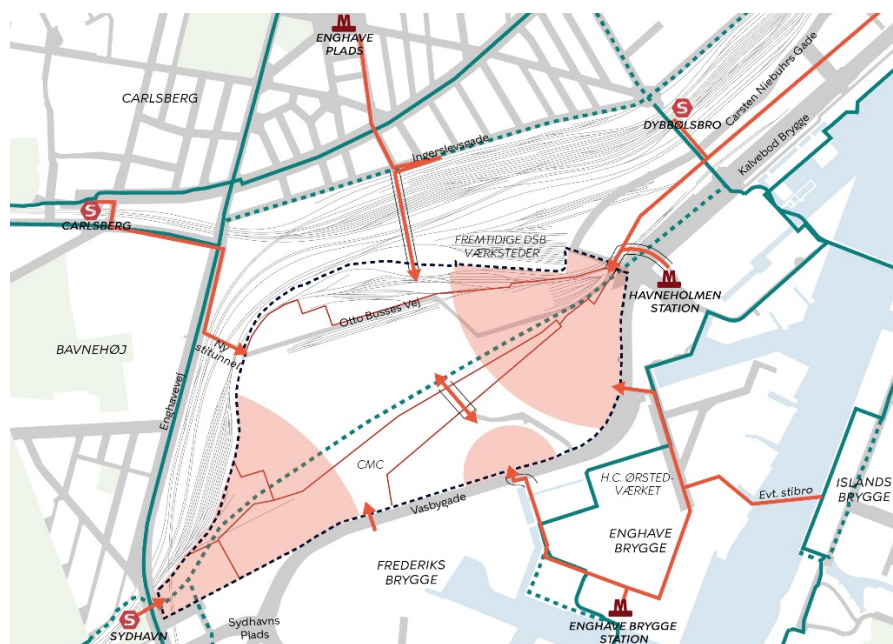 M
ENGHAVE
PLADS
CARLSBERG
S
DYBBØLSBRO
Carsten Niebuhrs Gade
Kalvebod Brygge
Ingerslevsgade
S
CARLSBERG
FREMTIDIGE DSB
VÆRKSTEDER
M
HAVNEHOLMEN
STATION
Otto Busses Vej
BAVNEHØJ
Ny
stitunnel
Enghavevej
CMC
Vasbygade
H.C. ØRSTED-
VÆRKET
Evt. stibro
ISLANDS
BRYGGE
ENGHAVE
BRYGGE
FREDERIKS
BRYGGE
M
ENGHAVE BRYGGE
STATION
S
SYDHAVN
Sydhavns
Plads